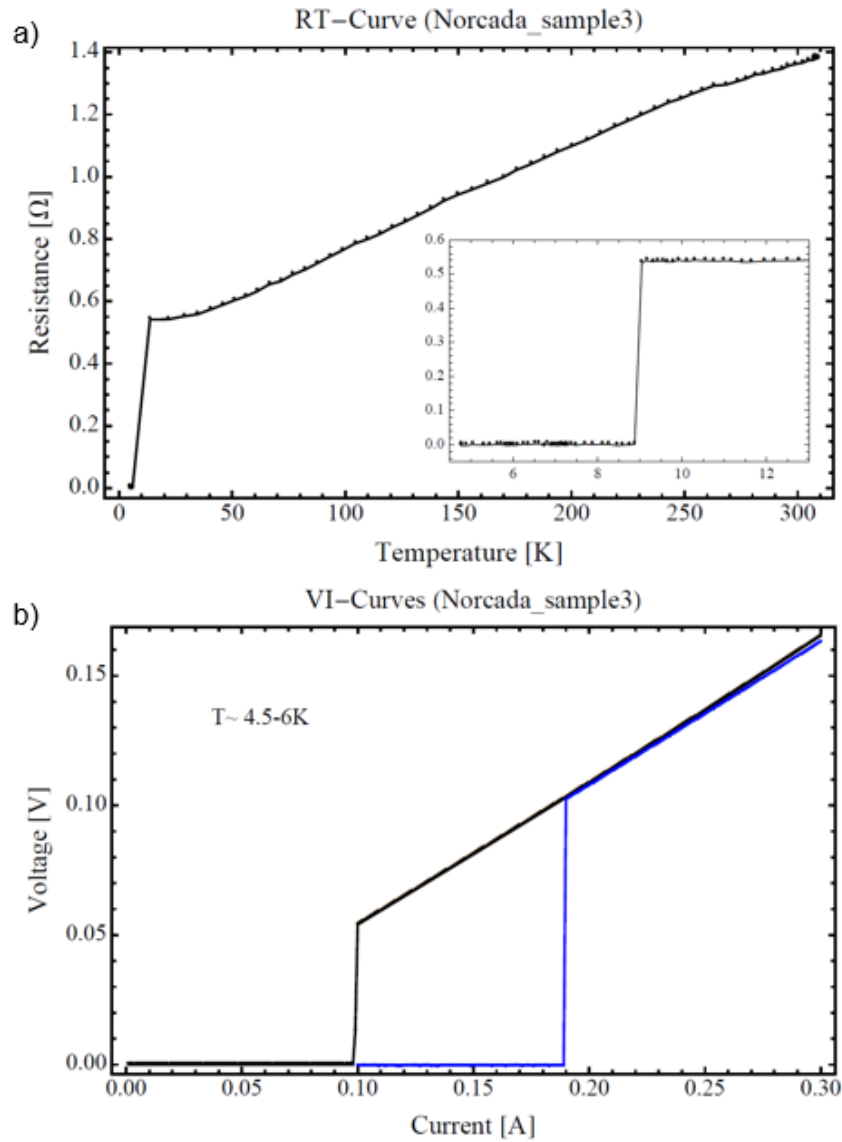 a)
RT−Curve (Norcada_sample3)
1.4
1.2
1.0
0.8
0.6
0.4
0.2
0.0
Resistance [Ω]
0.6
0.5
0.4
0.3
0.2
0.1
0.0
6 8 10 12
0 50 100 150 200 250 300
Temperature [K]
b)
VI−Curves (Norcada_sample3)
0.15
0.10
0.05
0.00
Voltage [V]
T~ 4.5-6K
0.00 0.05 0.10 0.15 0.20 0.25 0.30
Current [A]